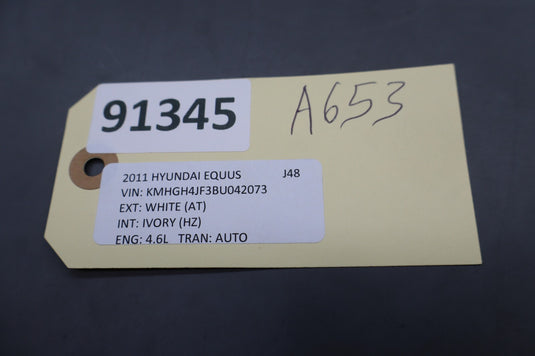 91345
A653
2011 HYUNDAI EQUUS J48
VIN: KMHGH4JF3BU042073
EXT: WHITE (AT)
INT: IVORY (HZ)
ENG: 4.6L TRAN: AUTO